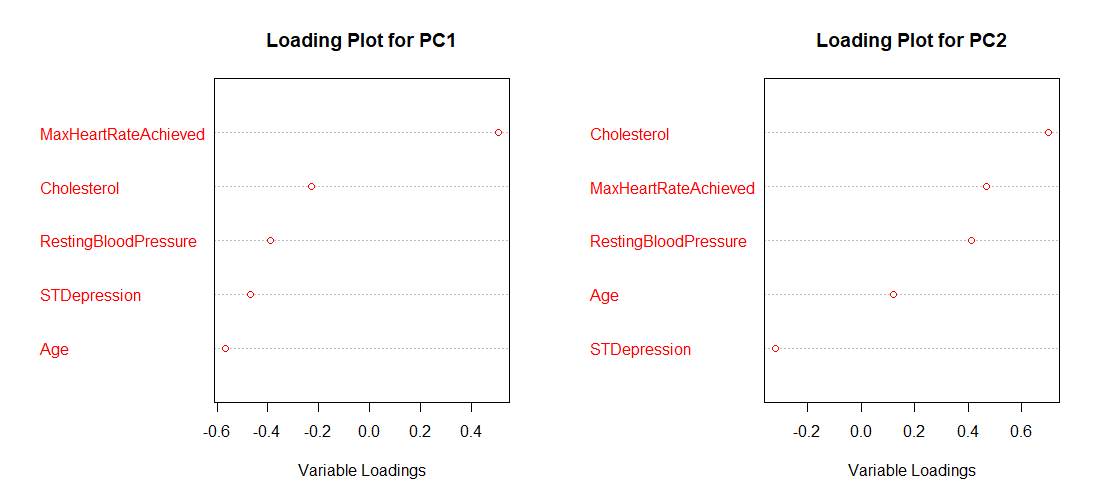 Loading Plot for PC1
MaxHeartRateAchieved
Cholesterol
RestingBloodPressure
STDepression
Age
-0.6 -0.4 -0.2 0.0 0.2 0.4
Variable Loadings
Loading Plot for PC2
Cholesterol
MaxHeartRateAchieved
RestingBloodPressure
Age
STDepression
-0.2 0.0 0.2 0.4 0.6
Variable Loadings